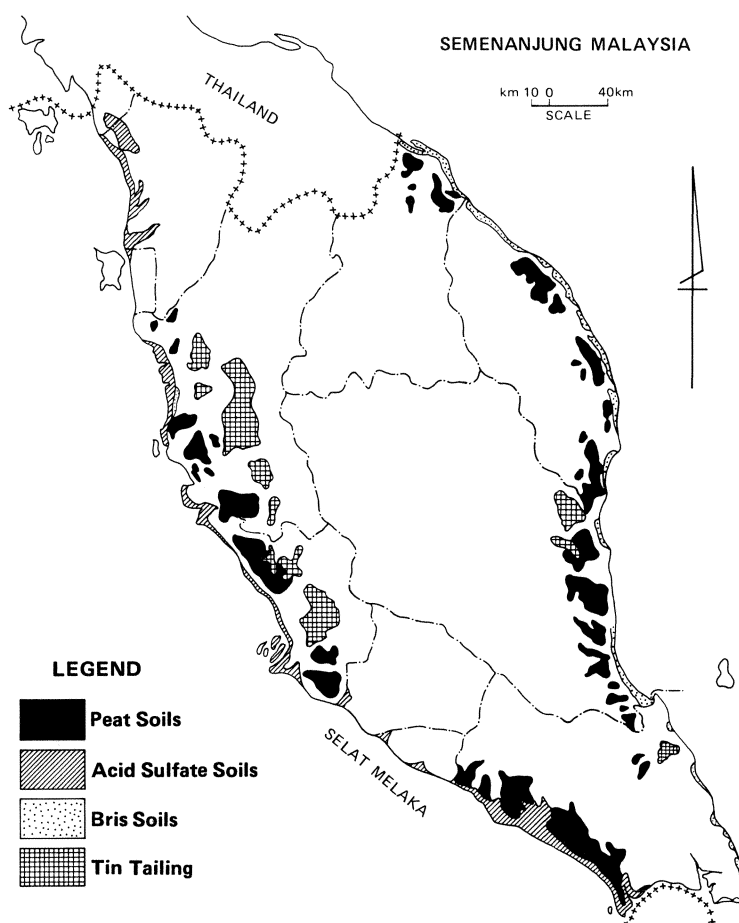 SEMENANJUNG MALAYSIA
km 10 0 40km
SCALE
THAILAND
LEGEND
Peat Soils
Acid Sulfate Soils
Bris Soils
Tin Tailing
SELAT MELAKA